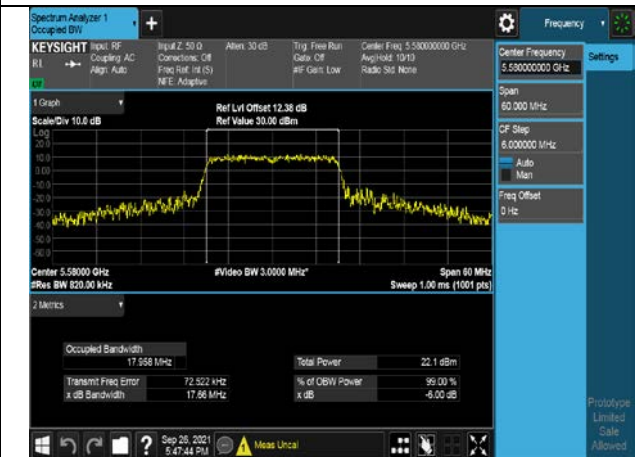 Spectrum Analyzer 1
Occupied BW
+
Frequency
KEYSIGHT
RL
Input: RF
Coupling: AC
Align: Auto
Input Z: 50 Ω
Corrections: Off
Freq Ref: Int (S)
NFE: Adaptive
Atten: 30 dB
Trig: Free Run
Gate: Off
#IF Gain: Low
Center Freq: 5.580000000 GHz
Avg|Hold: 10/10
Radio Std: None
Center Frequency
5.580000000 GHz
Settings
Span
60.000 MHz
CF Step
6.000000 MHz
Auto
Man
Freq Offset
0 Hz
1 Graph
Scale/Div 10.0 dB
Ref Lvl Offset 12.38 dB
Ref Value 30.00 dBm
Log
20.0
10.0
0.00
-10.0
-20.0
-30.0
-40.0
-50.0
-60.0
Center 5.58000 GHz
#Res BW 820.00 kHz
#Video BW 3.0000 MHz*
Span 60 MHz
Sweep 1.00 ms (1001 pts)
2 Metrics
Occupied Bandwidth
17.958 MHz
Total Power 22.1 dBm
Transmit Freq Error 72.522 kHz
% of OBW Power 99.00 %
x dB Bandwidth 17.66 MHz
x dB -6.00 dB
Prototype
Limited
Sale
Allowed
?
Sep 25, 2021
5:47:44 PM
Meas Uncal